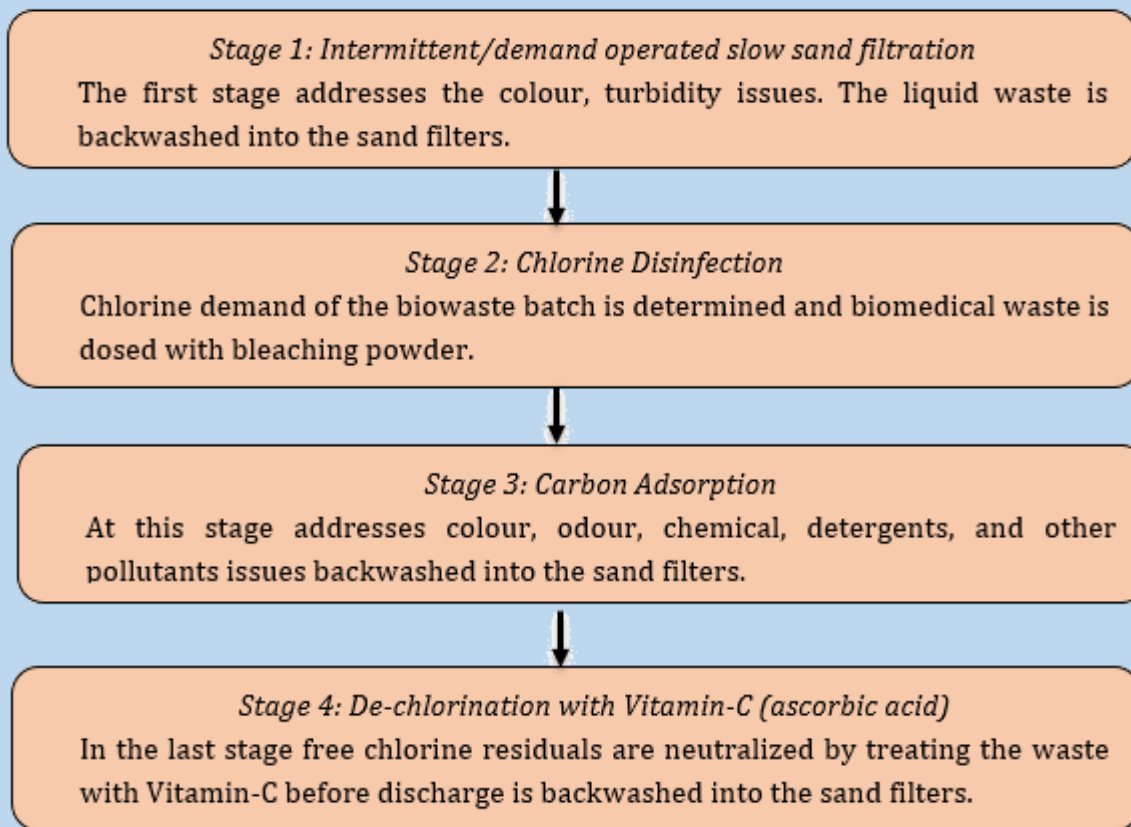 Stage 1: Intermittent/demand operated slow sand filtration
The first stage addresses the colour, turbidity issues. The liquid waste is
backwashed into the sand filters.
Stage 2: Chlorine Disinfection
Chlorine demand of the biowaste batch is determined and biomedical waste is
dosed with bleaching powder.
Stage 3: Carbon Adsorption
At this stage addresses colour, odour, chemical, detergents, and other
pollutants issues backwashed into the sand filters.
Stage 4: De-chlorination with Vitamin-C (ascorbic acid)
In the last stage free chlorine residuals are neutralized by treating the waste
with Vitamin-C before discharge is backwashed into the sand filters.